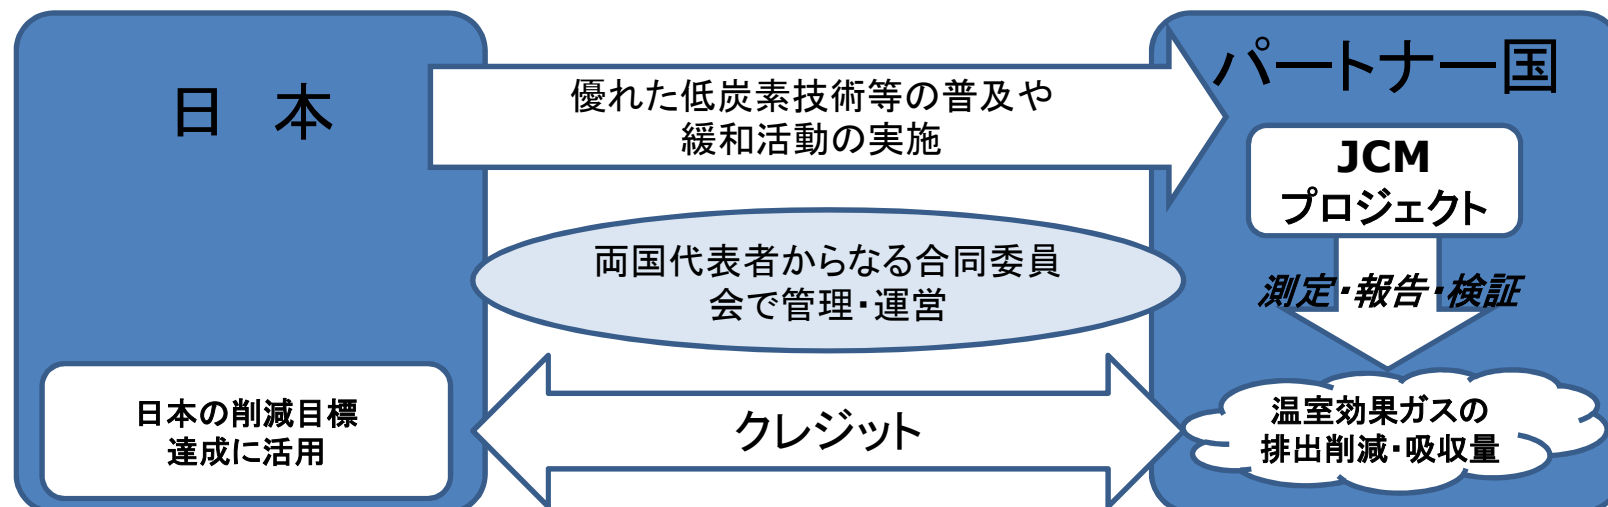 日　本
優れた低炭素技術等の普及や
緩和活動の実施
パートナー国
JCM
プロジェクト
両国代表者からなる合同委員
会で管理・運営
測定・報告・検証
日本の削減目標
達成に活用
クレジット
温室効果ガスの
排出削減・吸収量